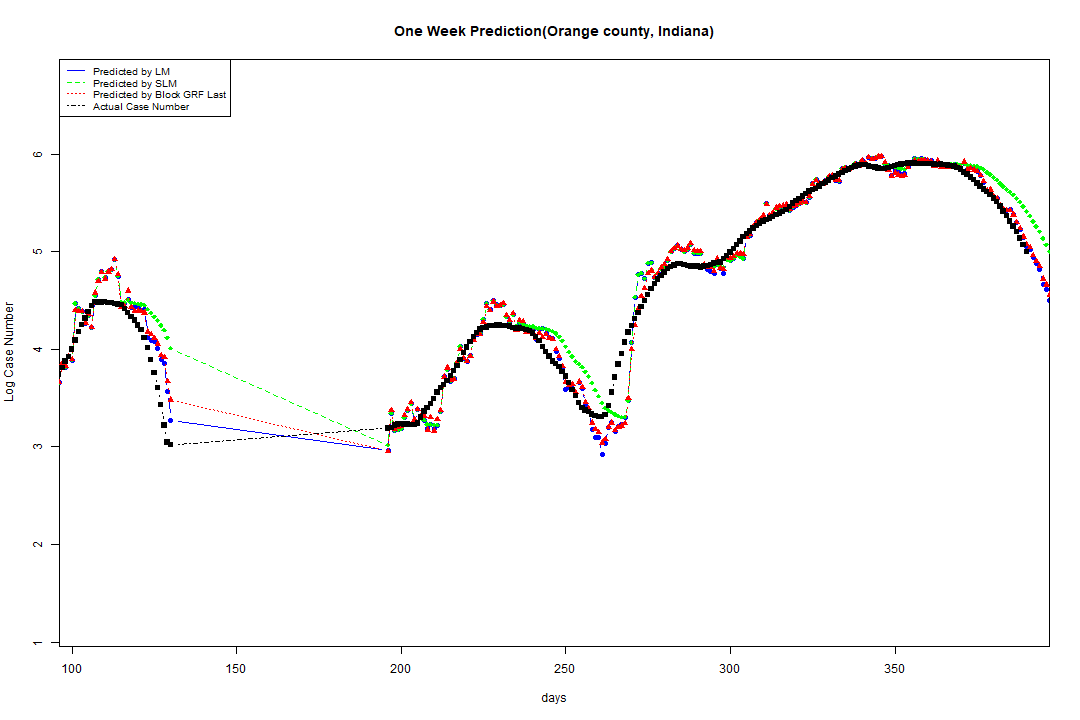 One Week Prediction(Orange county, Indiana)
Predicted by LM
Predicted by SLM
Predicted by Block GRF Last
Actual Case Number
Log Case Number
6
5
4
3
2
1
100 150 200 250 300 350
days